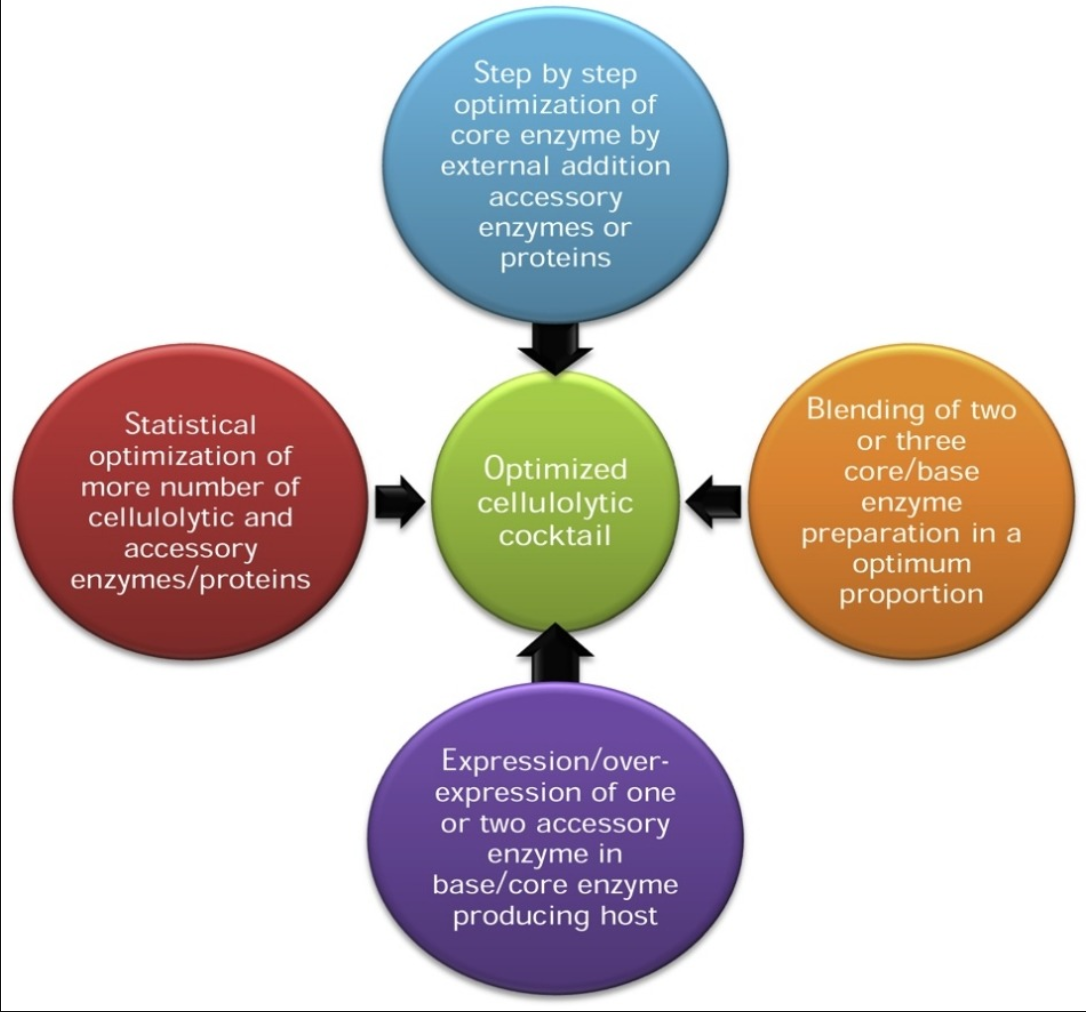 Step by step
optimization of
core enzyme by
external addition
accessory
enzymes or
proteins
Statistical
optimization of
more number of
cellulolytic and
accessory
enzymes/proteins
Optimized
cellulolytic
cocktail
Blending of two
or three
core/base
enzyme
preparation in a
optimum
proportion
Expression/over-
expression of one
or two accessory
enzyme in
base/core enzyme
producing host